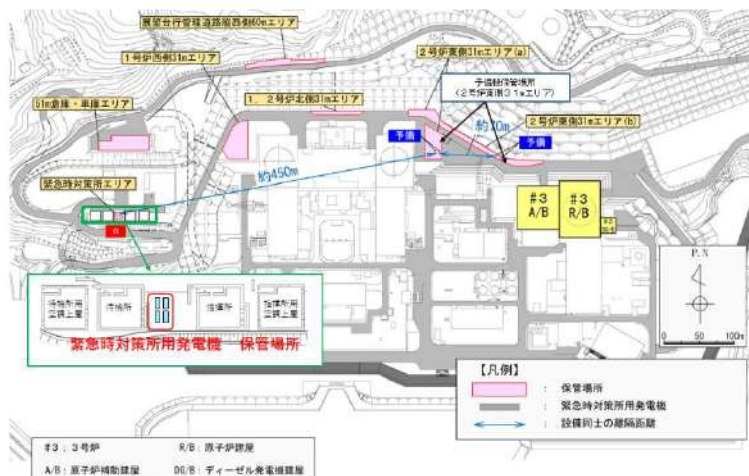 展望台行管理道路脇西側60mエリア
1号炉西側31mエリア
2号炉東側31mエリア(a)
予備機保管場所
(2号炉東側31mエリア)
51m倉庫・車庫エリア
1,2号炉北側31mエリア
2号炉東側31mエリア(b)
予備
約70m
予備
緊急時対策所エリア
約450m
#3
A/B
#3
R/B
P.N
待機所用
空調上屋
待機所
指揮所
指揮所用
空調上屋
緊急時対策所用発電機 保管場所
0 50 100m
【凡例】
: 保管場所
: 緊急時対策所用発電機
: 設備同士の離隔距離
#3:3号炉
R/B:原子炉建屋
A/B:原子炉補助建屋
DG/B:ディーゼル発電機建屋